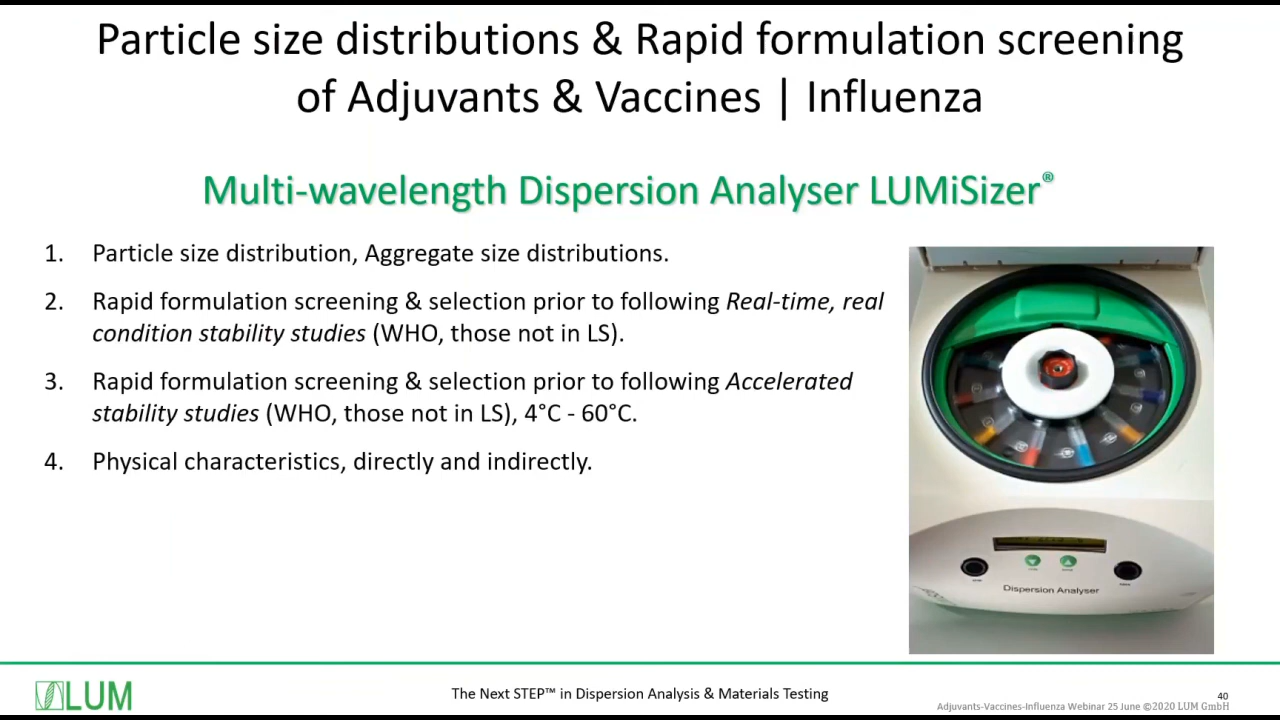 Particle size distributions & Rapid formulation screening
of Adjuvants & Vaccines | Influenza
Multi-wavelength Dispersion Analyser LUMiSizer®
1. Particle size distribution, Aggregate size distributions.
2. Rapid formulation screening & selection prior to following Real-time, real
condition stability studies (WHO, those not in LS).
3. Rapid formulation screening & selection prior to following Accelerated
stability studies (WHO, those not in LS), 4°C - 60°C.
4. Physical characteristics, directly and indirectly.
Dispersion Analyser
LUM
The Next STEP™ in Dispersion Analysis & Materials Testing
40
Adjuvants-Vaccines-Influenza Webinar 25 June ©2020 LUM GmbH